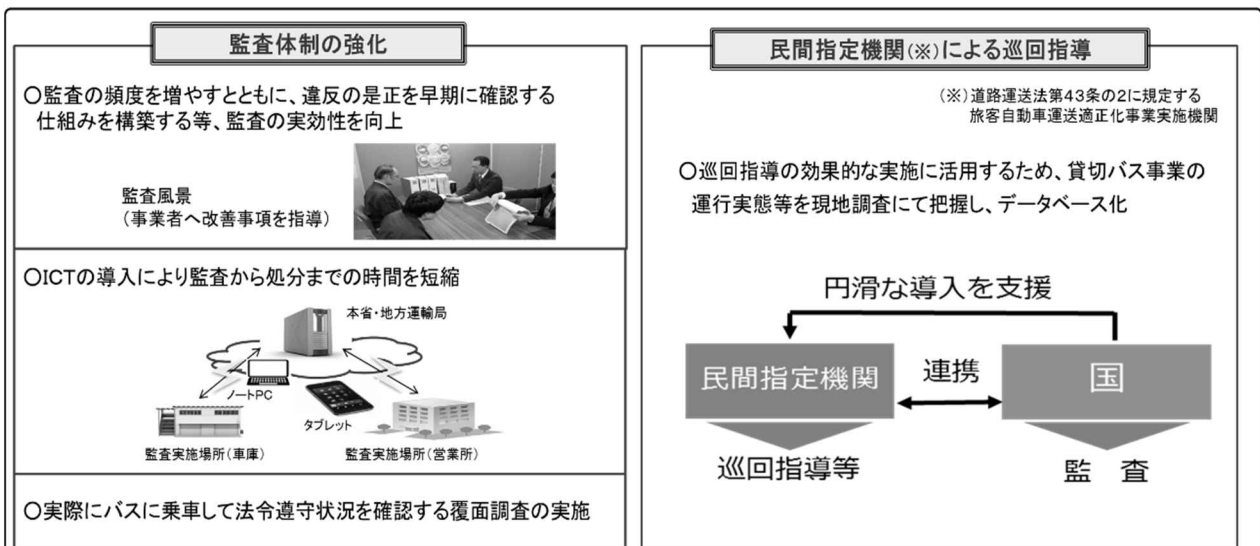 監査体制の強化
〇監査の頻度を増やすとともに、違反の是正を早期に確認する
仕組みを構築する等、監査の実効性を向上
監査風景
(事業者へ改善事項を指導)
〇ICTの導入により監査から処分までの時間を短縮
本省・地方運輸局
ノートPC
タブレット
監査実施場所(車庫)
監査実施場所(営業所)
〇実際にバスに乗車して法令遵守状況を確認する覆面調査の実施
民間指定機関(※)による巡回指導
(※)道路運送法第43条の2に規定する
旅客自動車運送適正化事業実施機関
〇巡回指導の効果的な実施に活用するため、貸切バス事業の
運行実態等を現地調査にて把握し、データベース化
円滑な導入を支援
民間指定機関
連携
国
巡回指導等
監 査